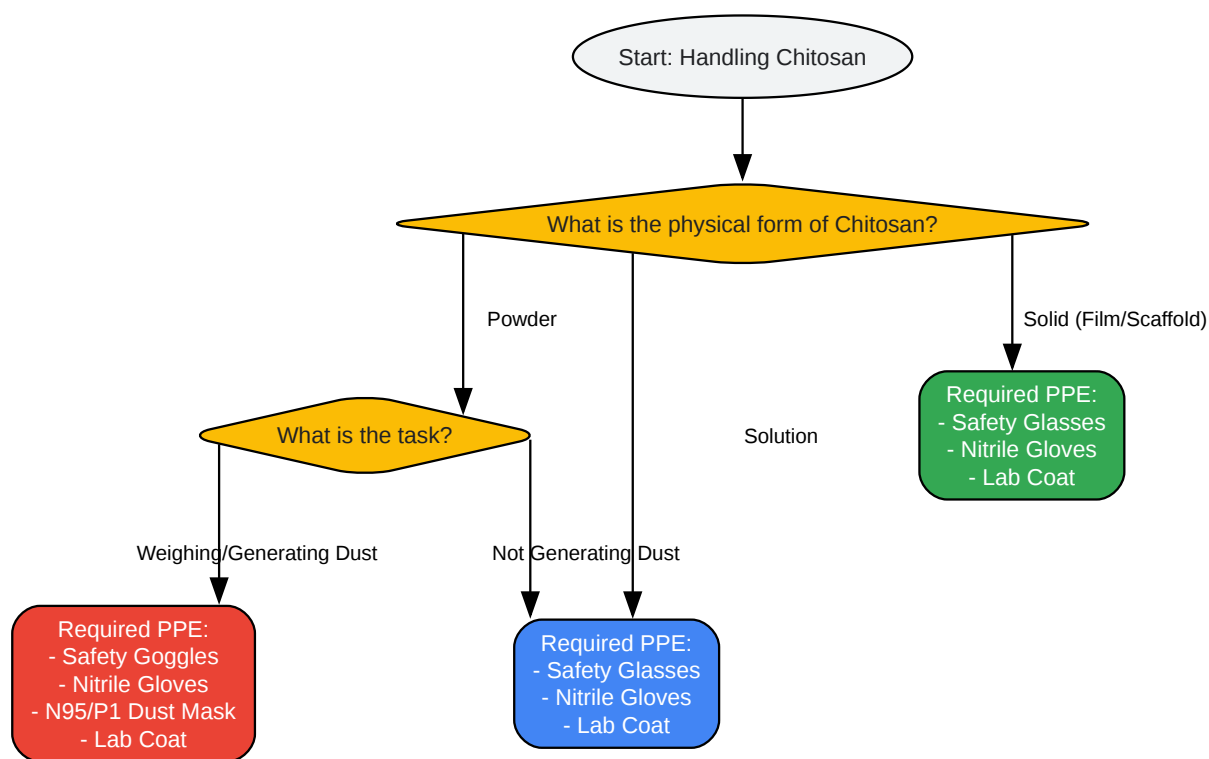 Start: Handling Chitosan
What is the physical form of Chitosan?
Powder
Solid (Film/Scaffold)
Required PPE:
- Safety Glasses
- Nitrile Gloves
- Lab Coat
What is the task?
Solution
Weighing/Generating Dust
Not Generating Dust
Required PPE:
- Safety Goggles
- Nitrile Gloves
- N95/P1 Dust Mask
- Lab Coat
Required PPE:
- Safety Glasses
- Nitrile Gloves
- Lab Coat